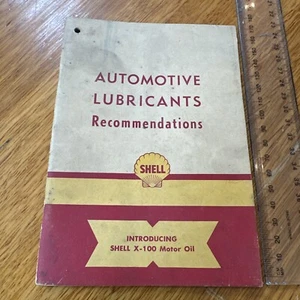 AUTOMOTIVE
LUBRICANTS
Recommendations
SHELL
INTRODUCING
SHELL X-100 Motor Oil